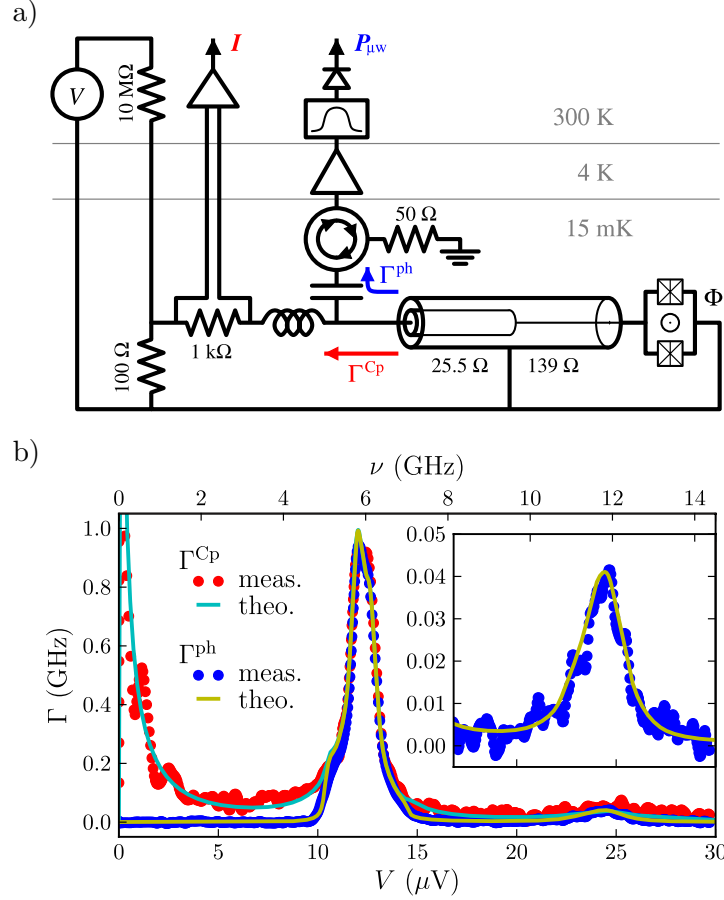 a)
I
Pμw
V
10 MΩ
300 K
4 K
50 Ω
15 mK
Γph
Φ
1 kΩ
100 Ω
25.5 Ω
139 Ω
ΓCp
b)
ν (GHz)
0 2 4 6 8 10 12 14
1.0
0.8
0.6
0.4
0.2
0.0
Γ (GHz)
ΓCp
meas.
theo.
Γph
meas.
theo.
0.05
0.04
0.03
0.02
0.01
0.00
0 5 10 15 20 25 30
V (μV)